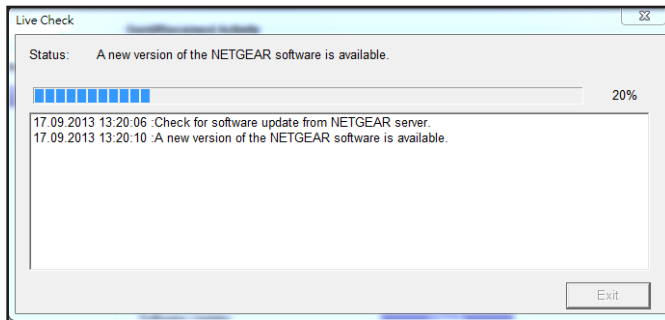 Live Check
Status: A new version of the NETGEAR software is available.
20%
17.09.2013 13:20:06 :Check for software update from NETGEAR server.
17.09.2013 13:20:10 :A new version of the NETGEAR software is available.
Exit